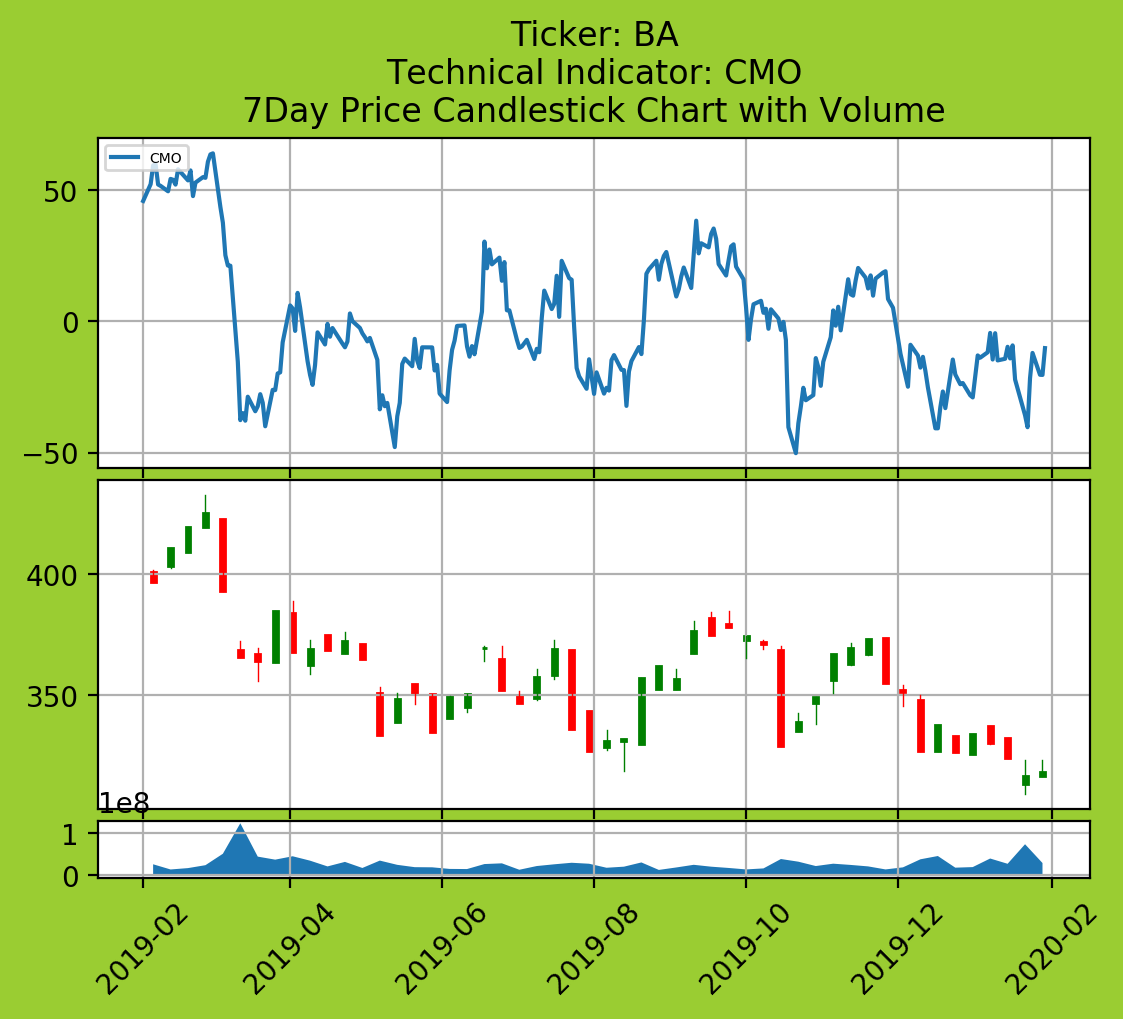 Ticker: BA
Technical Indicator: CMO
7Day Price Candlestick Chart with Volume
CMO
50
0
−50
400
350
1e8
1
0
2019-02
2019-04
2019-06
2019-08
2019-10
2019-12
2020-02